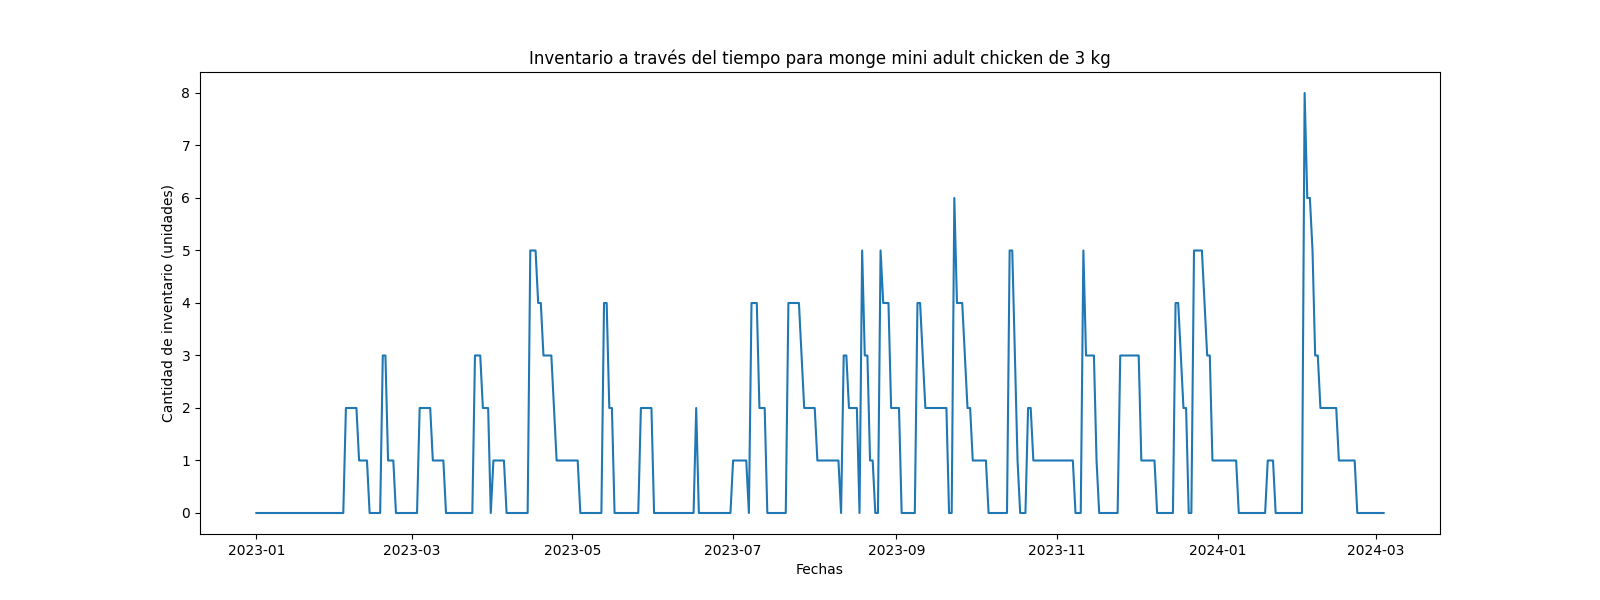 Inventario a través del tiempo para monge mini adult chicken de 3 kg
Cantidad de inventario (unidades)
8
7
6
5
4
3
2
1
0
2023-01 2023-03 2023-05 2023-07 2023-09 2023-11 2024-01 2024-03
Fechas